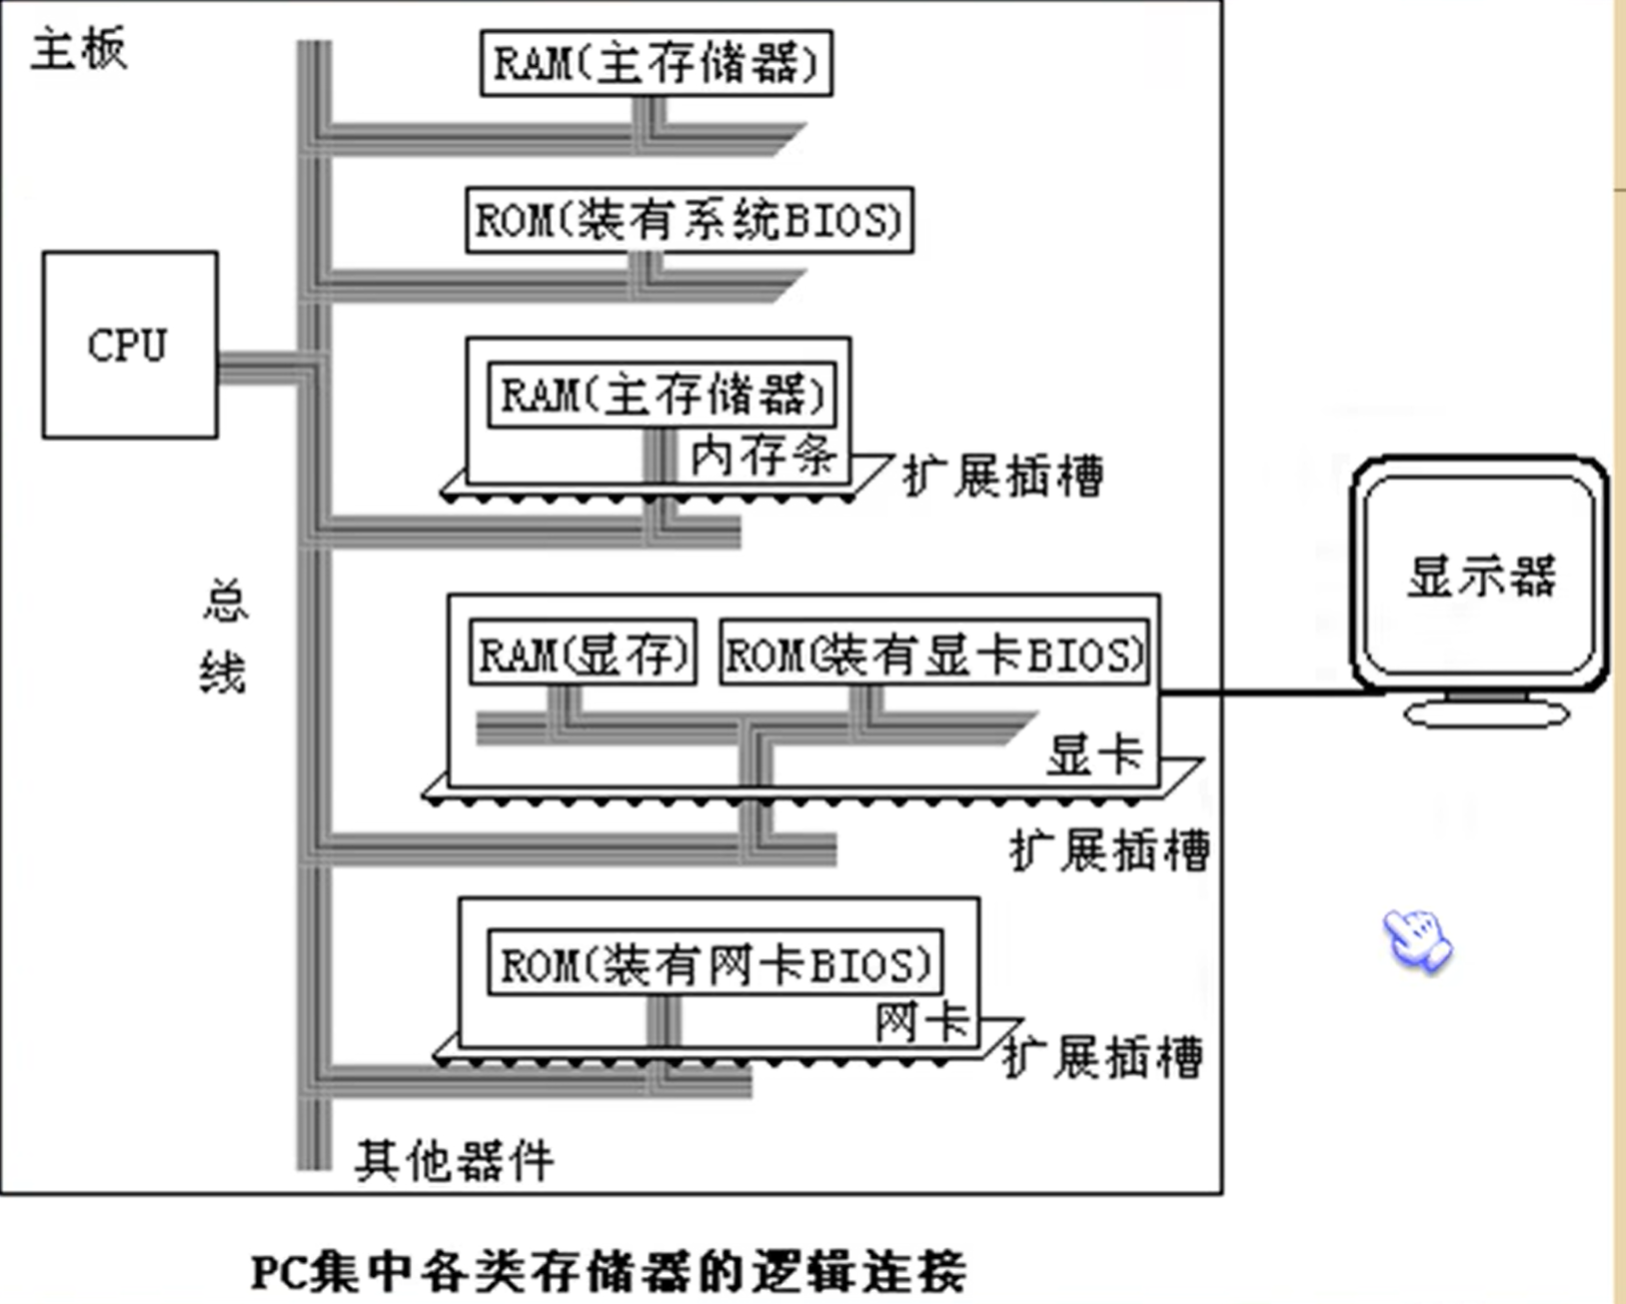 主板
RAM(主存储器)
ROM(装有系统BIOS)
CPU
RAM(主存储器)
内存条
扩展插槽
总线
RAM(显存)
ROM(装有显卡BIOS)
显卡
扩展插槽
显示器
ROM(装有网卡BIOS)
网卡
扩展插槽
其他器件
PC集中各类存储器的逻辑连接